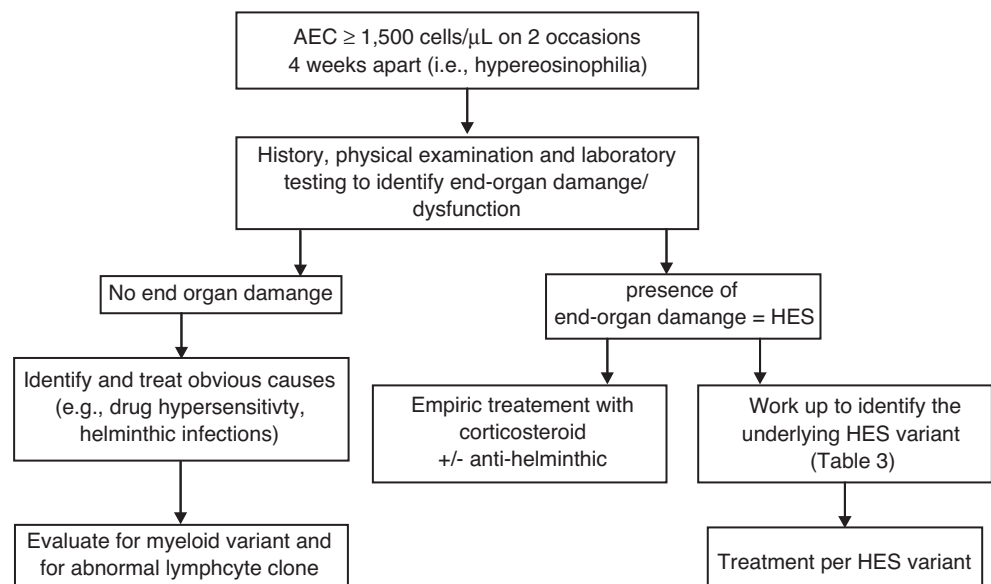 AEC ≥ 1,500 cells/μL on 2 occasions
4 weeks apart (i.e., hypereosinophilia)
History, physical examination and laboratory
testing to identify end-organ damange/
dysfunction
No end organ damange
presence of
end-organ damange = HES
Identify and treat obvious causes
(e.g., drug hypersensitivty,
helminthic infections)
Empiric treatement with
corticosteroid
+/- anti-helminthic
Work up to identify the
underlying HES variant
(Table 3)
Evaluate for myeloid variant and
for abnormal lymphcyte clone
Treatment per HES variant